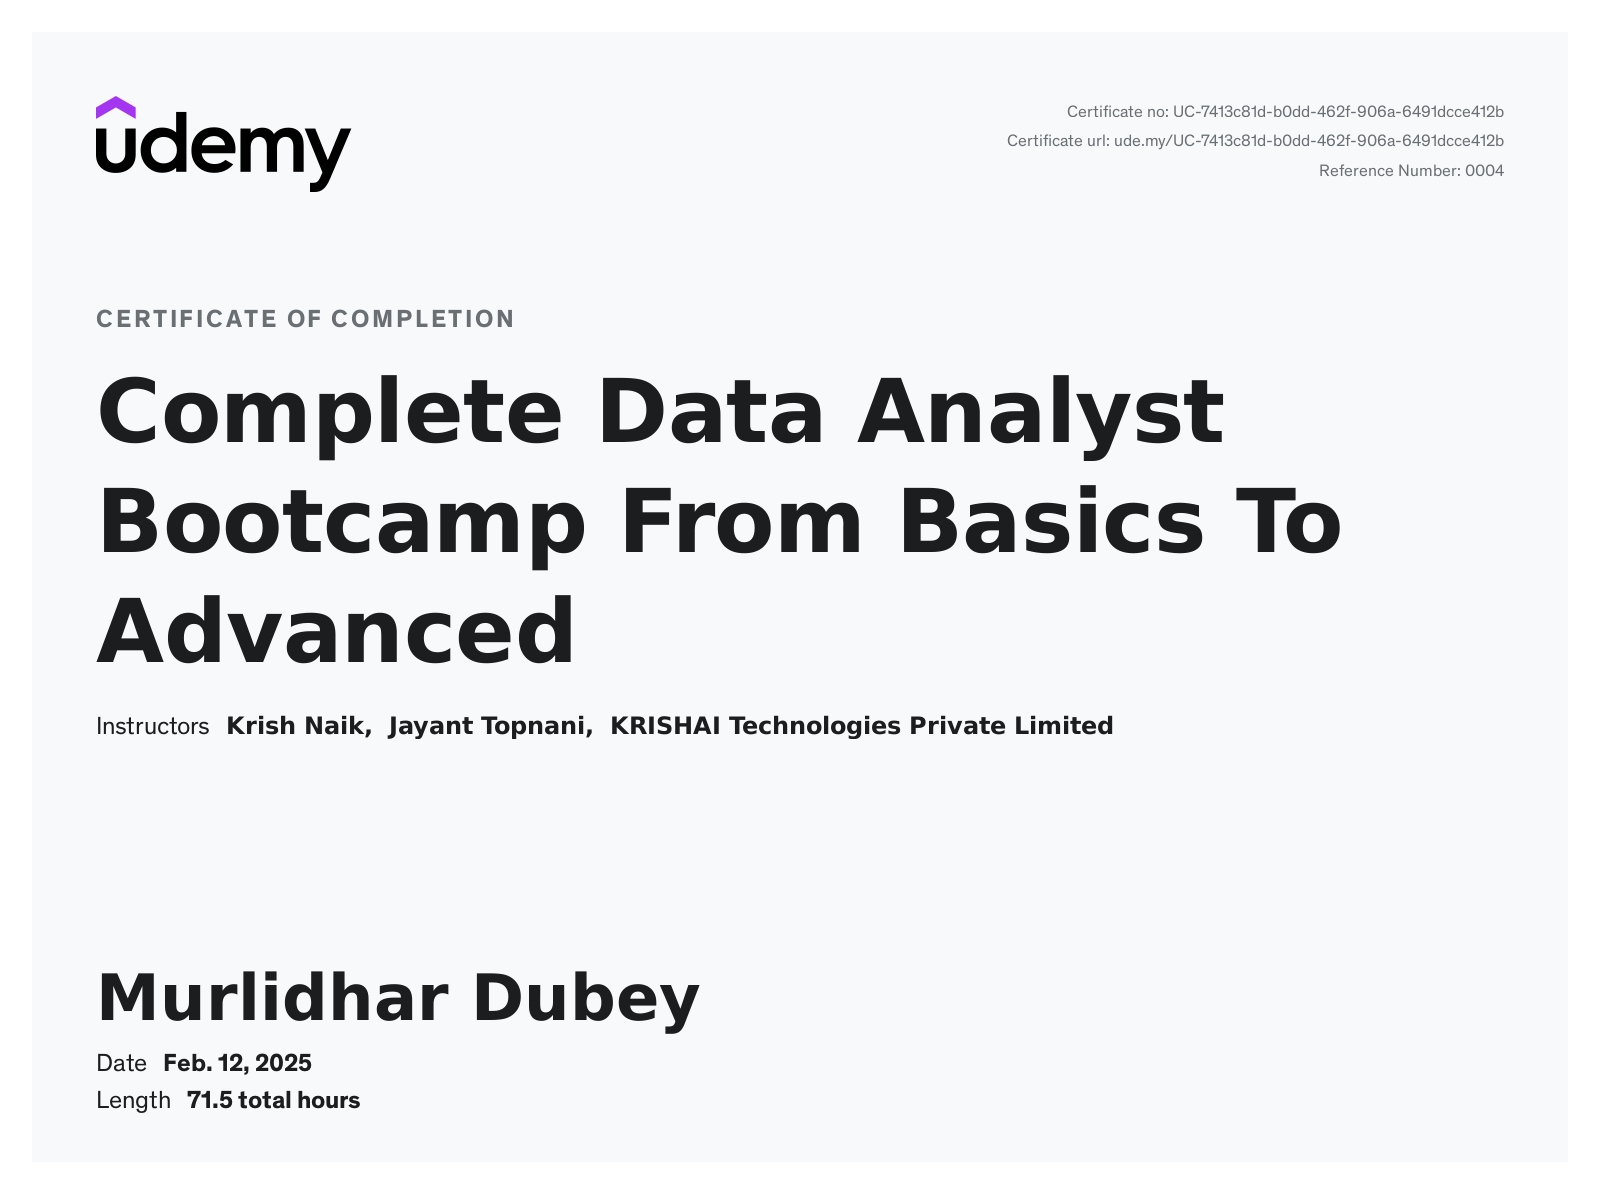 udemy
Certificate no: UC-7413c81d-b0dd-462f-906a-6491dcce412b
Certificate url: ude.my/UC-7413c81d-b0dd-462f-906a-6491dcce412b
Reference Number: 0004
CERTIFICATE OF COMPLETION
Complete Data Analyst
Bootcamp From Basics To
Advanced
Instructors Krish Naik, Jayant Topnani, KRISHAI Technologies Private Limited
Murlidhar Dubey
Date Feb. 12, 2025
Length 71.5 total hours